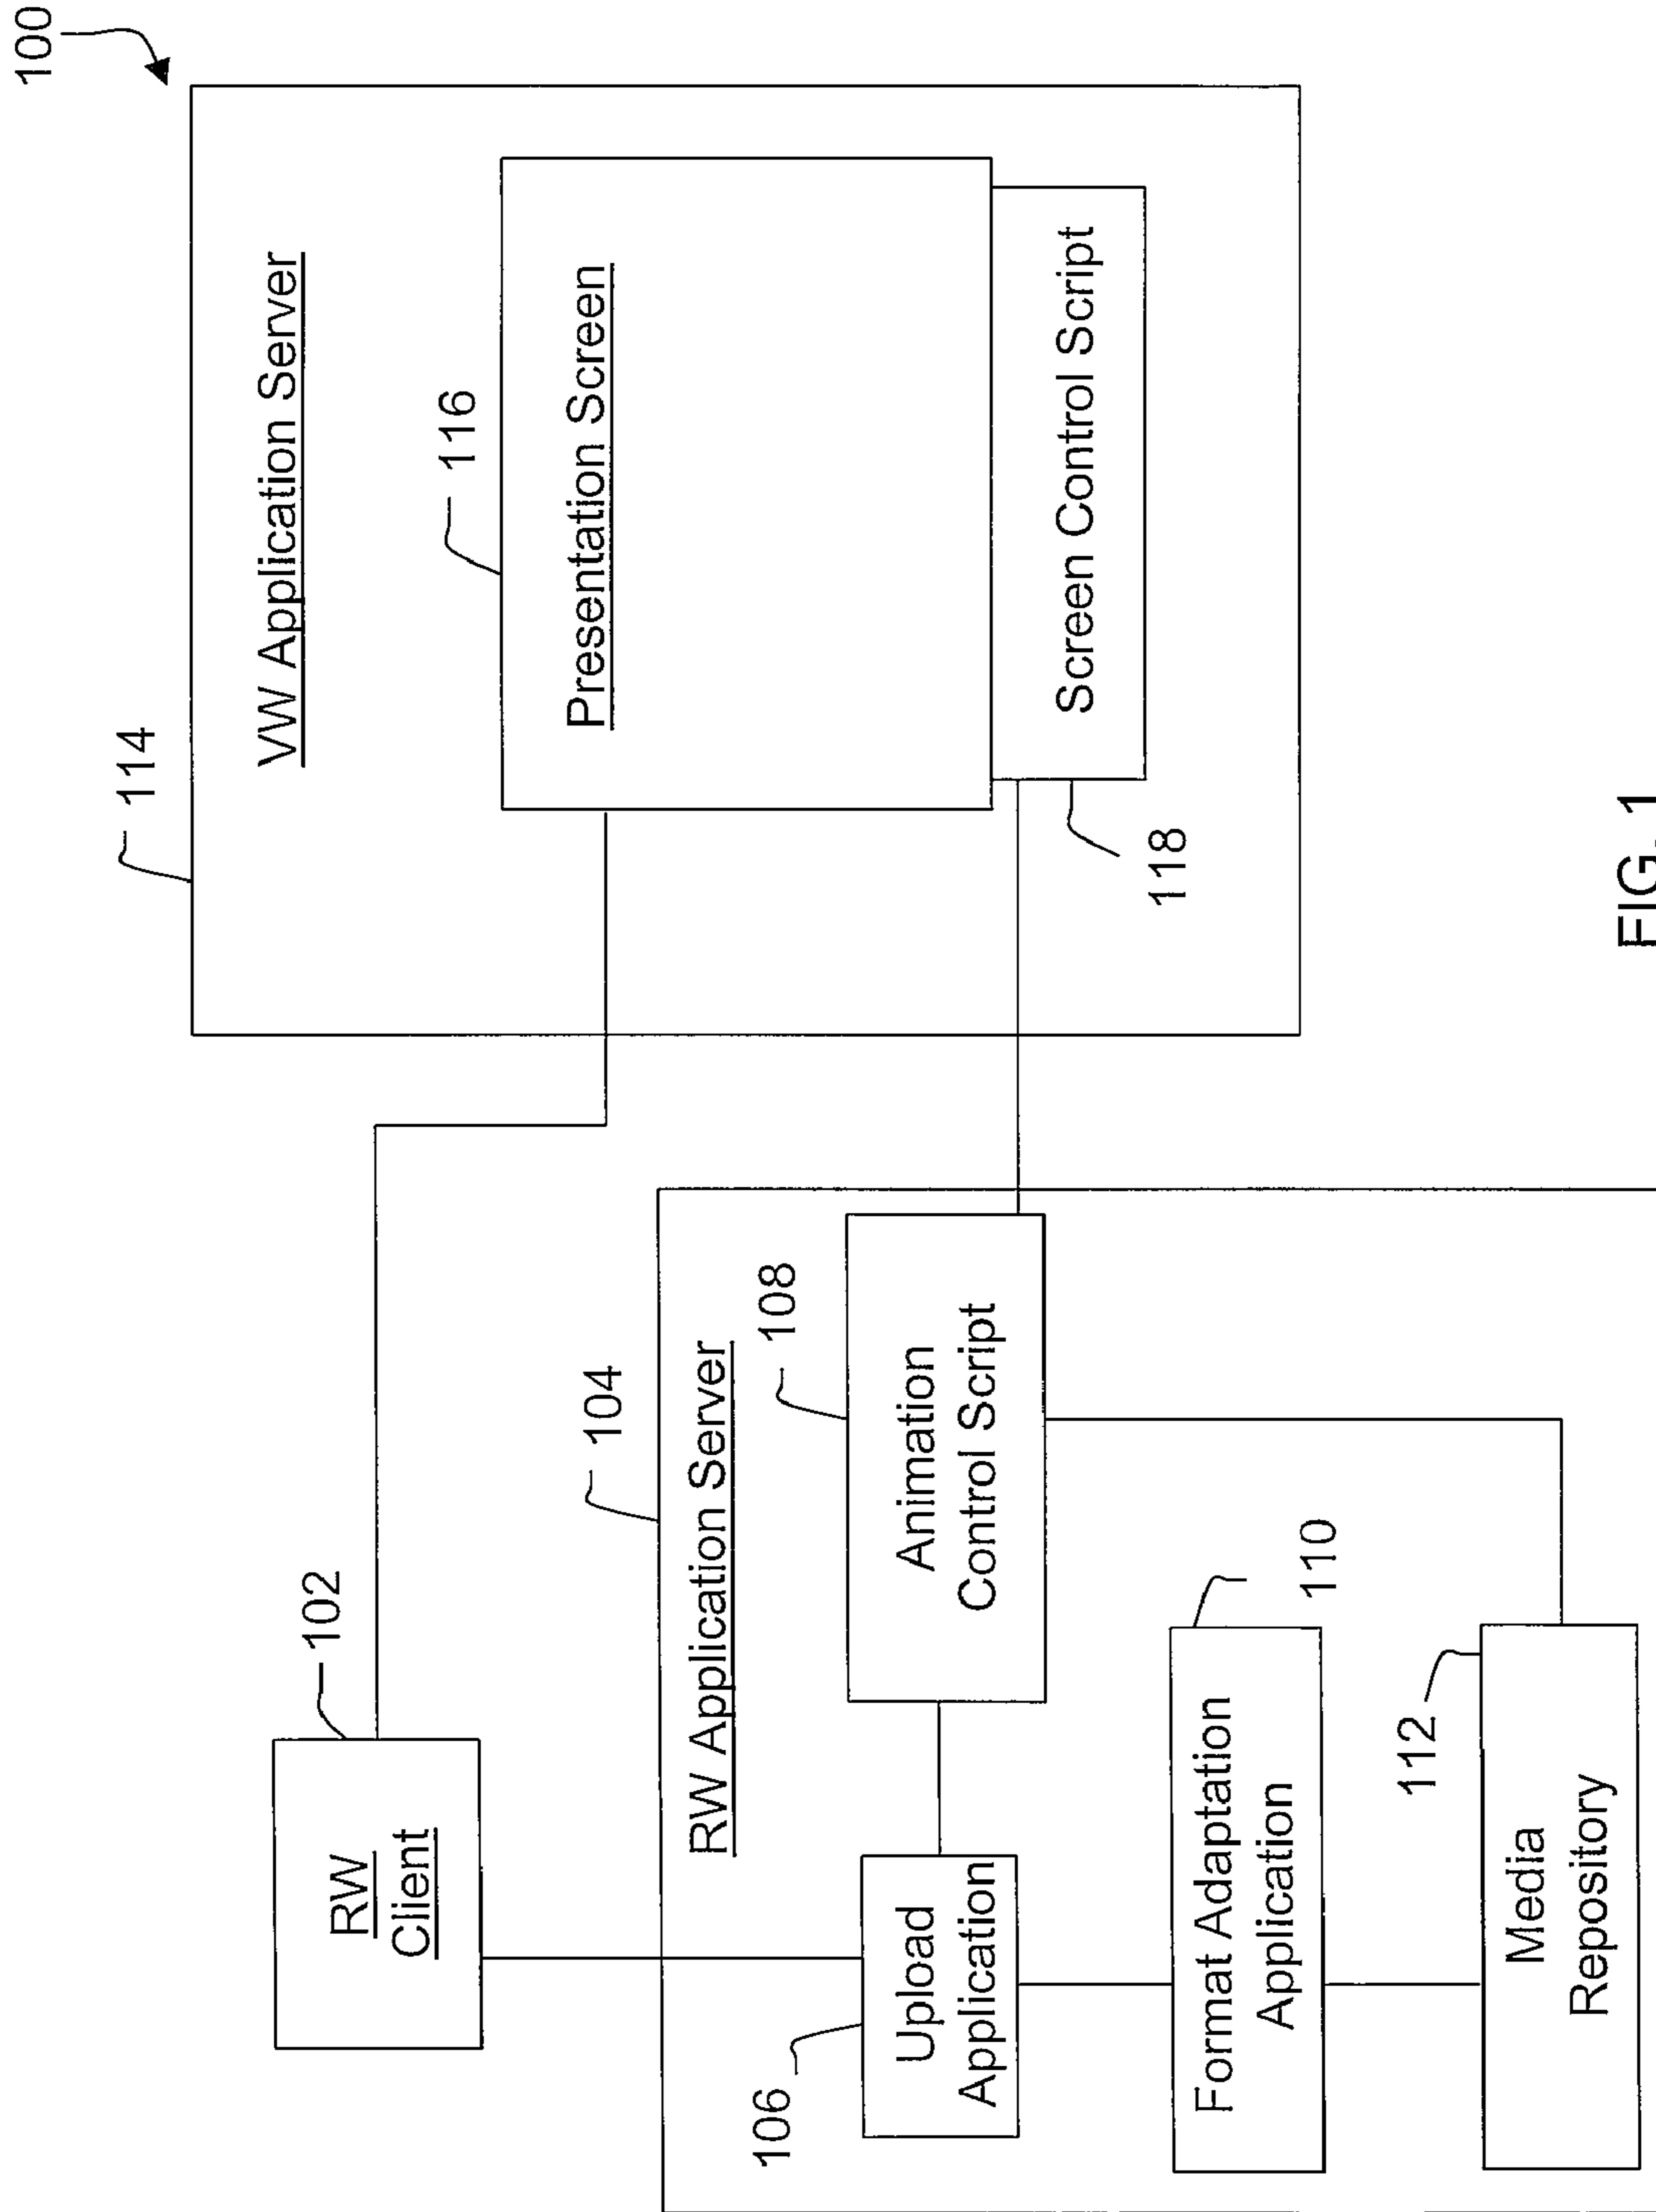 100
114
VW Application Server
116
Presentation Screen
Screen Control Script
118
102
RW
Client
104
RW Application Server
108
Animation
Control Script
106
Upload
Application
110
Format Adaptation
Application
112
Media
Repository
FIG. 1